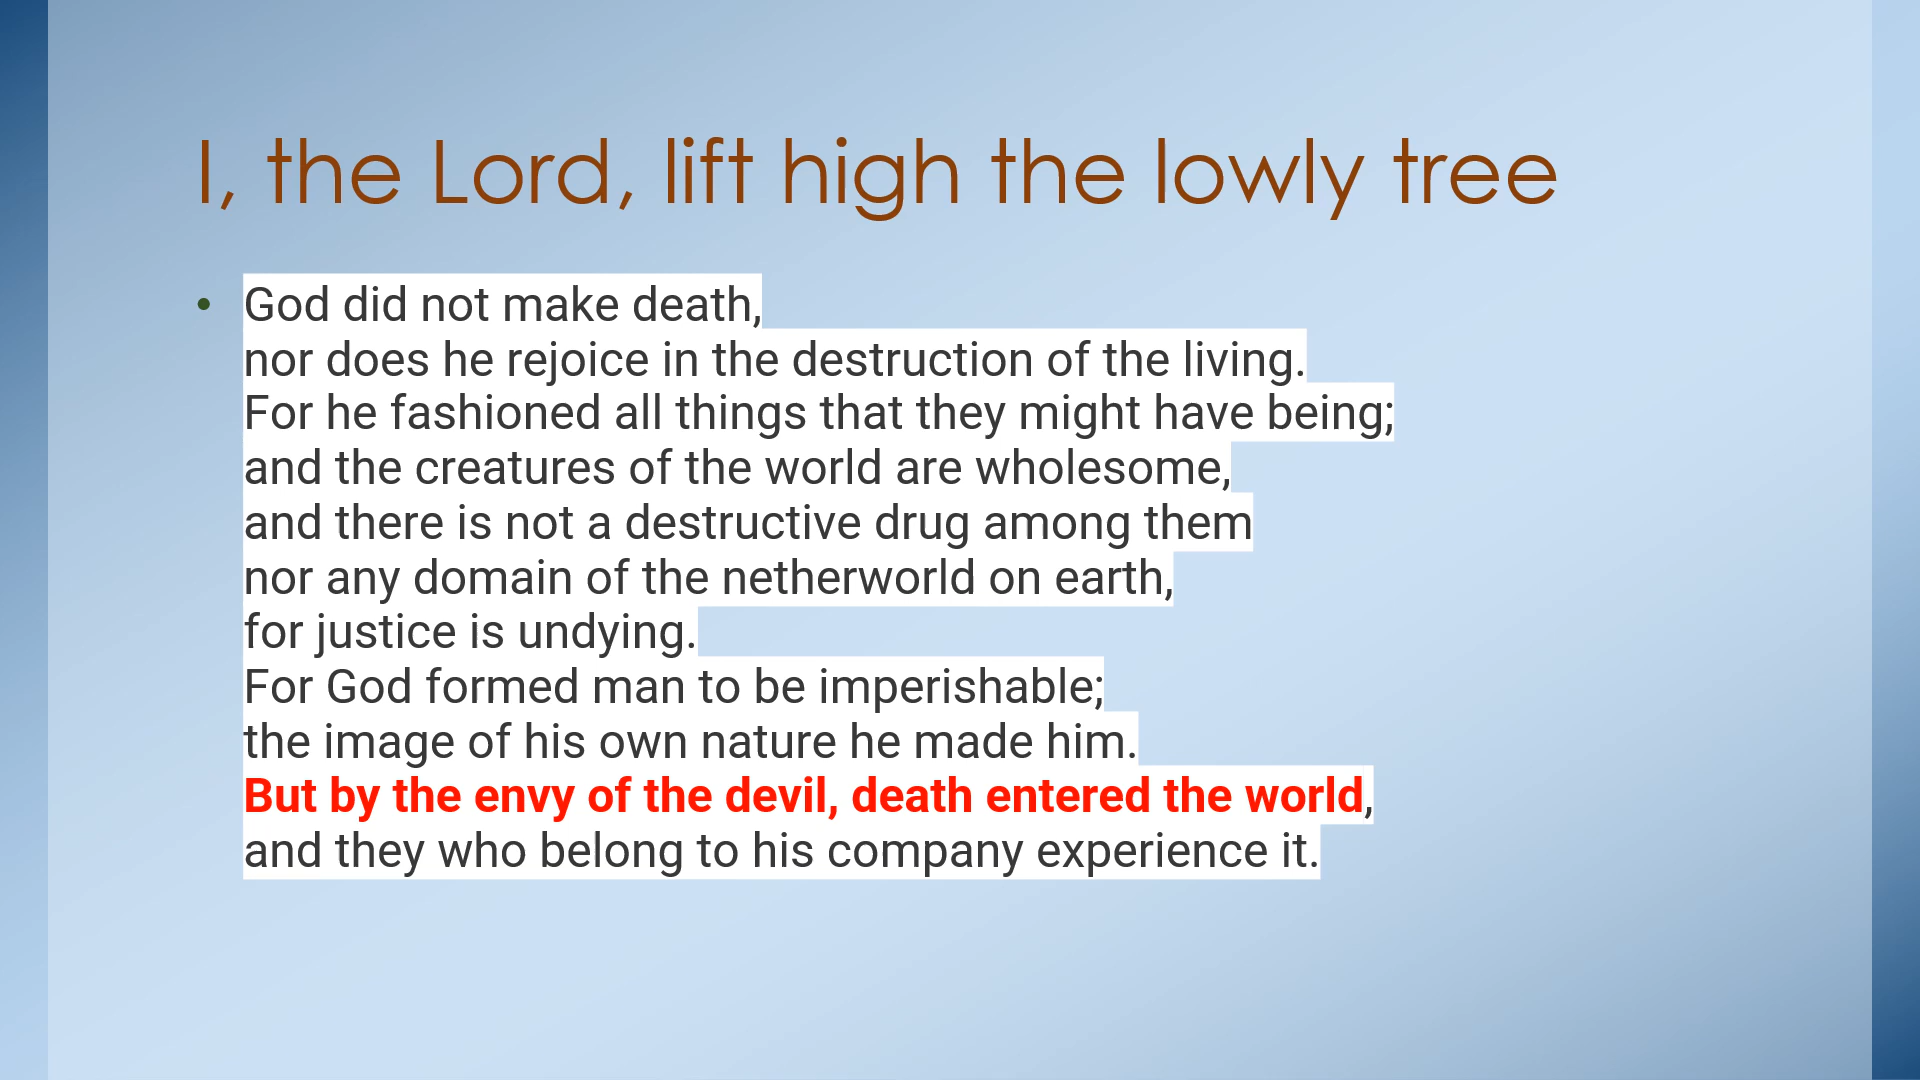 I, the Lord, lift high the lowly tree
• God did not make death,
nor does he rejoice in the destruction of the living.
For he fashioned all things that they might have being;
and the creatures of the world are wholesome,
and there is not a destructive drug among them
nor any domain of the netherworld on earth,
for justice is undying.
For God formed man to be imperishable;
the image of his own nature he made him.
But by the envy of the devil, death entered the world,
and they who belong to his company experience it.